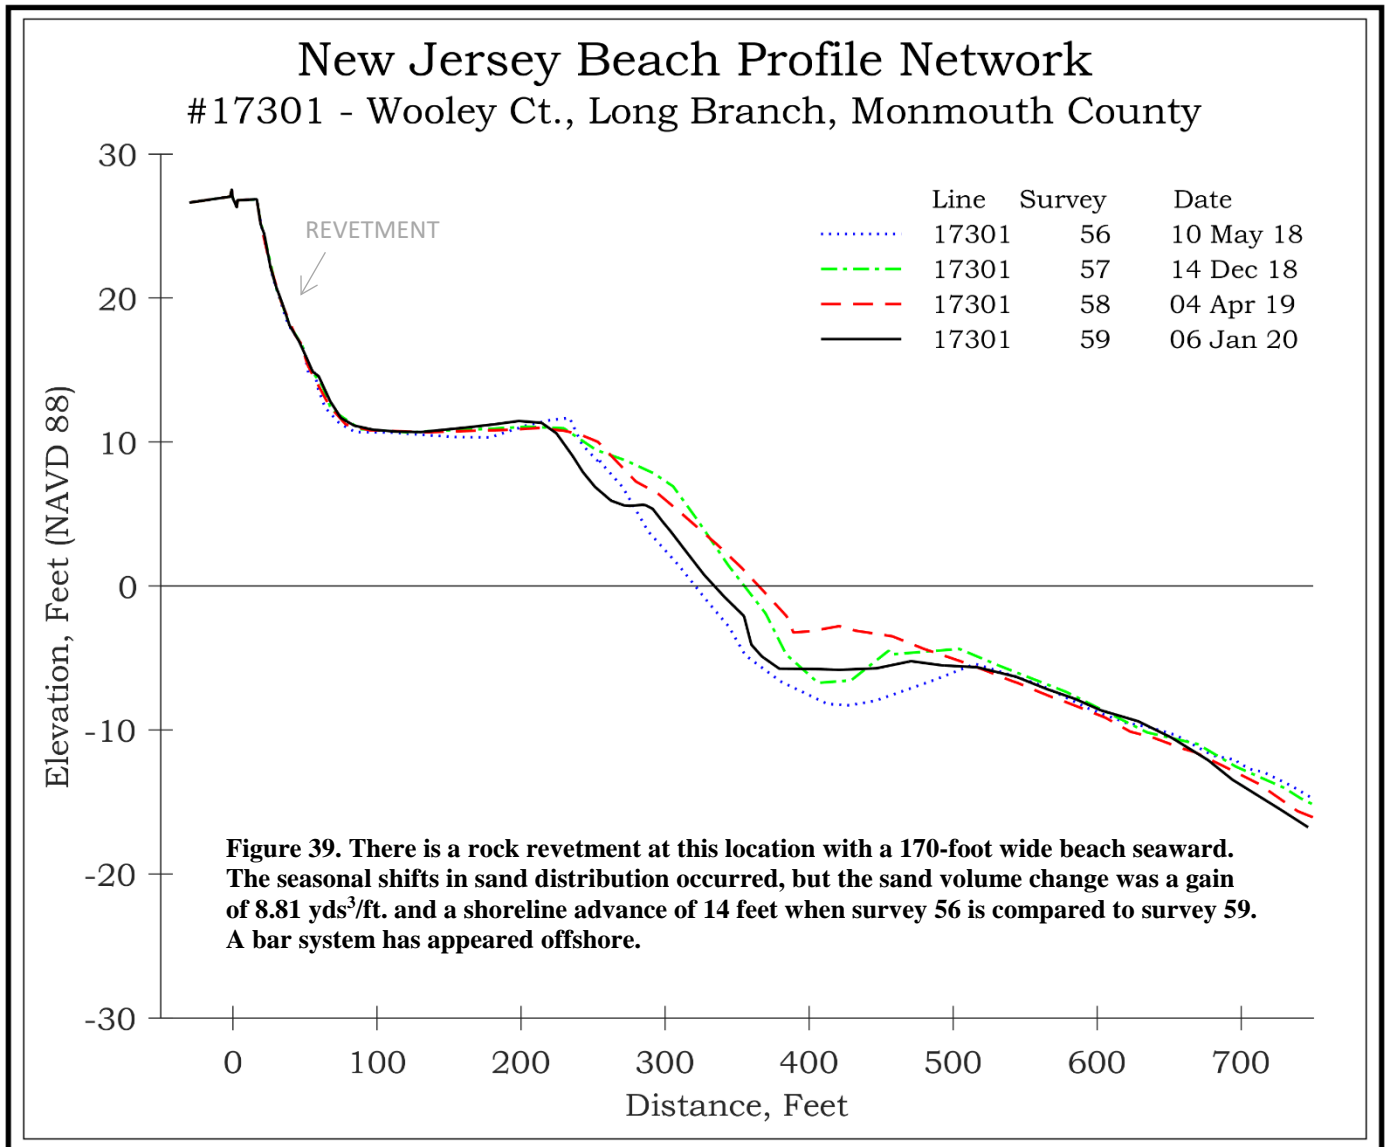 New Jersey Beach Profile Network
#17301 - Wooley Ct., Long Branch, Monmouth County
30
20
10
0
-10
-20
-30
Elevation, Feet (NAVD 88)
REVETMENT
Line Survey Date
17301 56 10 May 18
17301 57 14 Dec 18
17301 58 04 Apr 19
17301 59 06 Jan 20
Figure 39. There is a rock revetment at this location with a 170-foot wide beach seaward.
The seasonal shifts in sand distribution occurred, but the sand volume change was a gain
of 8.81 yds³/ft. and a shoreline advance of 14 feet when survey 56 is compared to survey 59.
A bar system has appeared offshore.
0 100 200 300 400 500 600 700
Distance, Feet